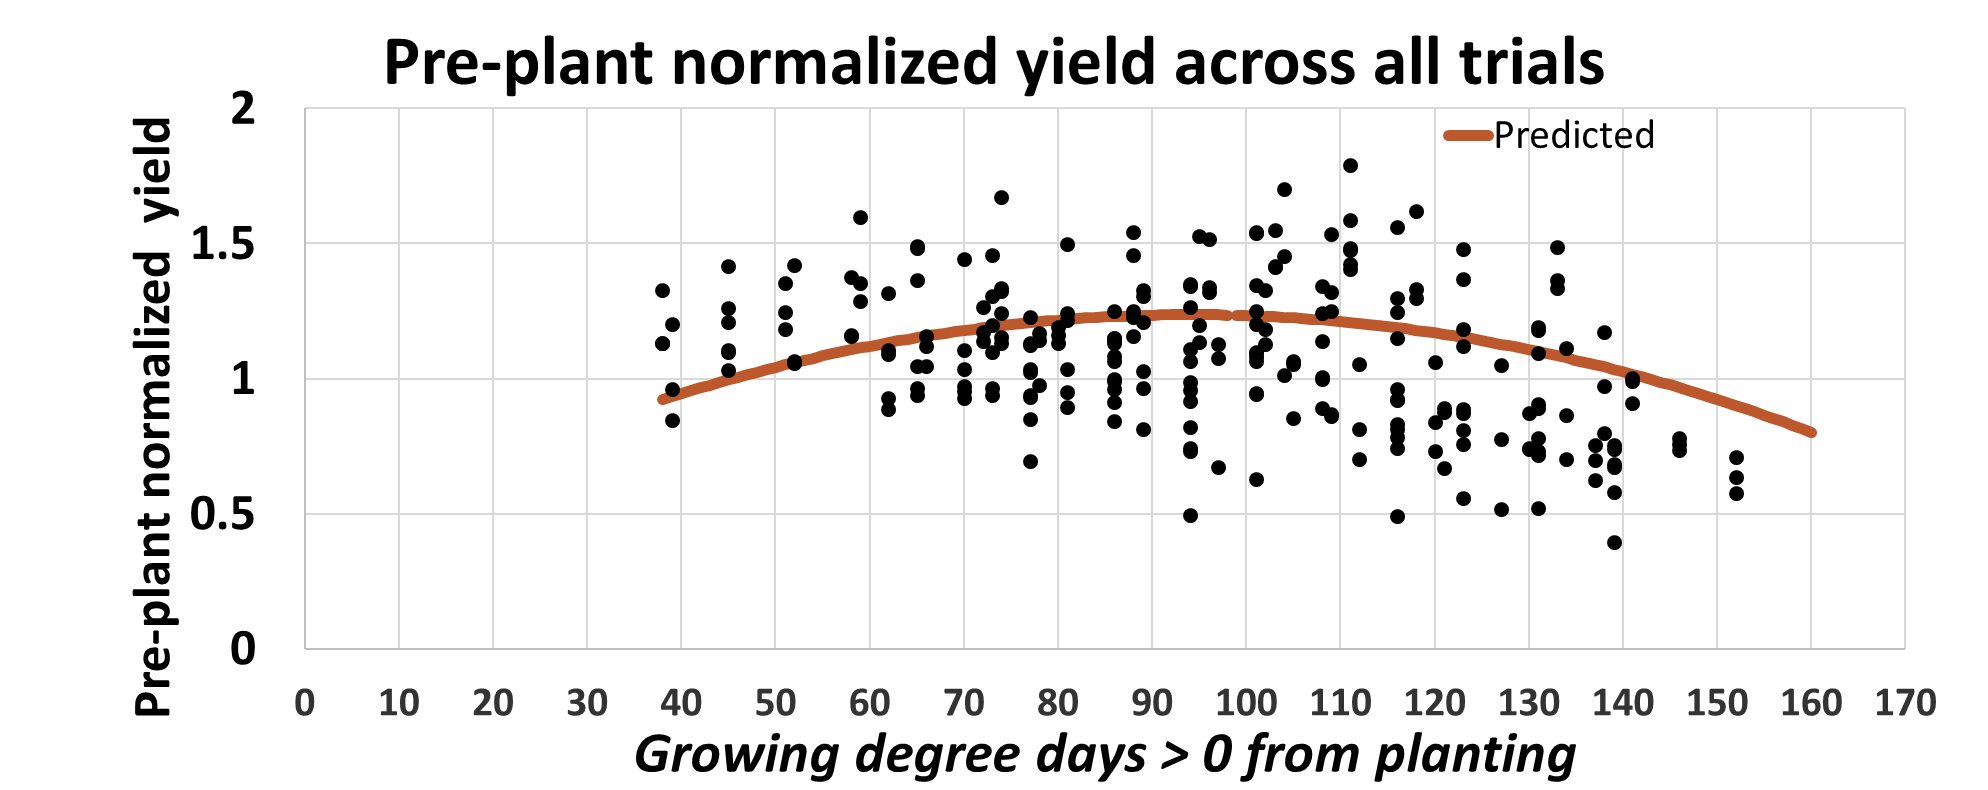 Pre-plant normalized yield across all trials
Pre-plant normalized yield
2
1.5
1
0.5
0
Predicted
0 10 20 30 40 50 60 70 80 90 100 110 120 130 140 150 160 170
Growing degree days > 0 from planting